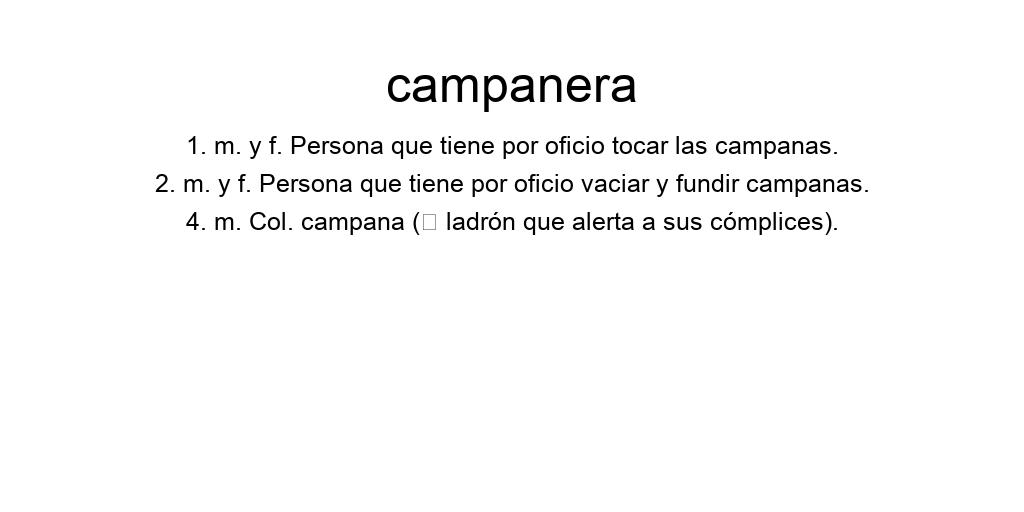 campanera
1. m. y f. Persona que tiene por oficio tocar las campanas.
2. m. y f. Persona que tiene por oficio vaciar y fundir campanas.
4. m. Col. campana (□ ladrón que alerta a sus cómplices).